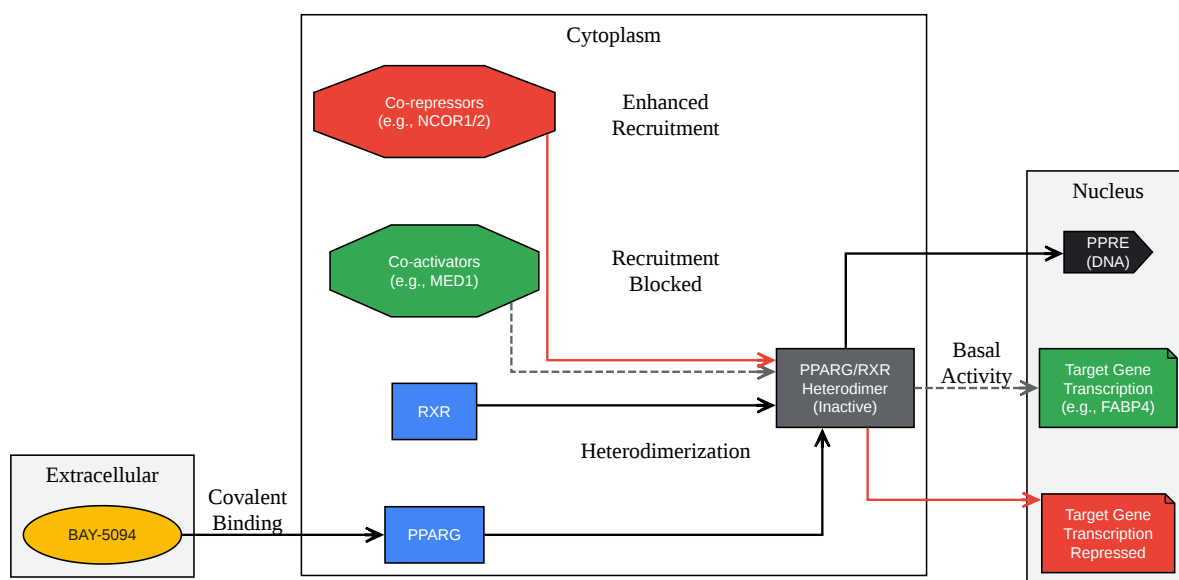 Cytoplasm
Co-repressors
(e.g., NCOR1/2)
Enhanced
Recruitment
Nucleus
PPRE
(DNA)
Co-activators
(e.g., MED1)
Recruitment
Blocked
Basal
Activity
PPARG/RXR
Heterodimer
(Inactive)
Target Gene
Transcription
(e.g., FABP4)
RXR
Heterodimerization
Extracellular
Covalent
Binding
BAY-5094
PPARG
Target Gene
Transcription
Repressed